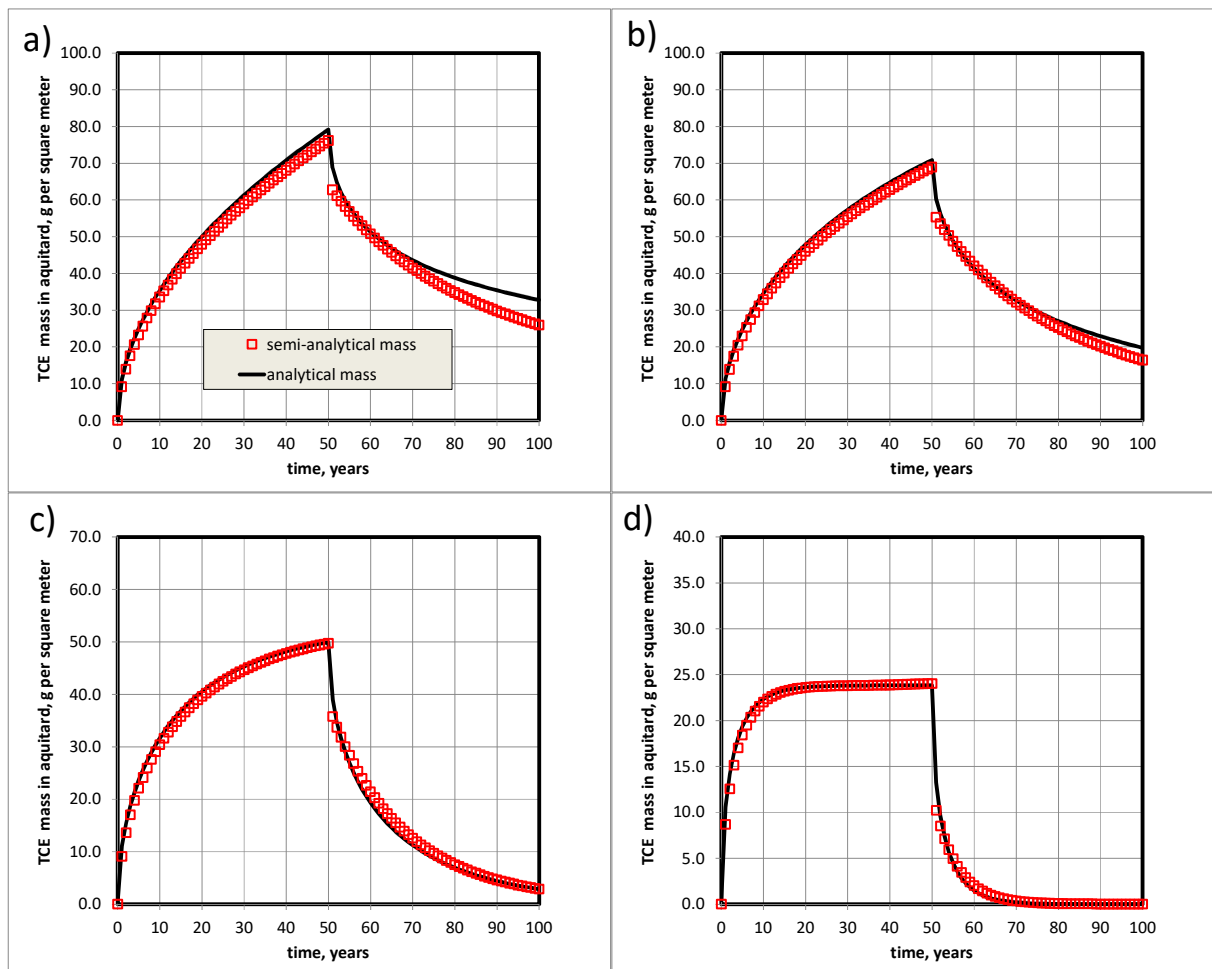 a)
TCE mass in aquitard, g per square meter
100.0
90.0
80.0
70.0
60.0
50.0
40.0
30.0
20.0
10.0
0.0
semi-analytical mass
analytical mass
0 10 20 30 40 50 60 70 80 90 100
time, years
b)
TCE mass in aquitard, g per square meter
100.0
90.0
80.0
70.0
60.0
50.0
40.0
30.0
20.0
10.0
0.0
0 10 20 30 40 50 60 70 80 90 100
time, years
c)
TCE mass in aquitard, g per square meter
70.0
60.0
50.0
40.0
30.0
20.0
10.0
0.0
0 10 20 30 40 50 60 70 80 90 100
time, years
d)
TCE mass in aquitard, g per square meter
40.0
35.0
30.0
25.0
20.0
15.0
10.0
5.0
0.0
0 10 20 30 40 50 60 70 80 90 100
time, years